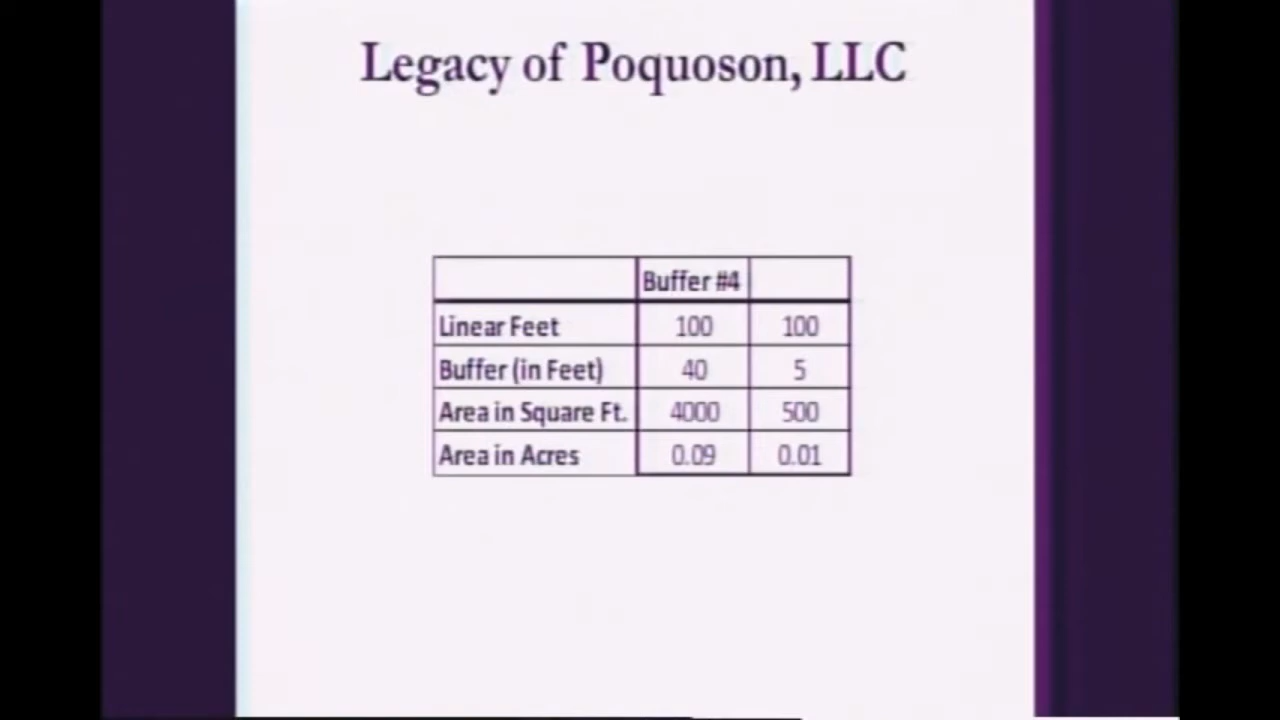 Legacy of Poquoson, LLC
Buffer #4
Linear Feet 100 100
Buffer (in Feet) 40 5
Area in Square Ft. 4000 500
Area in Acres 0.09 0.01